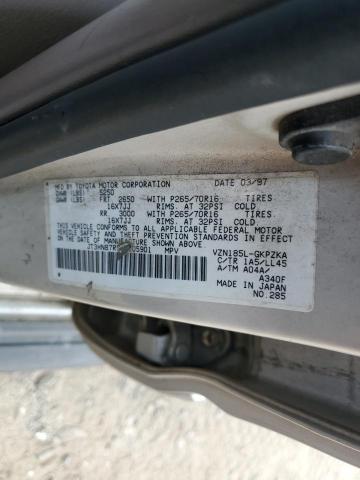 MFD BY TOYOTA MOTOR CORPORATION DATE 03/97
GVWR (LBS) 5250
GAWR (LBS) FRT 2650 WITH P265/70R16 TIRES
16X7JJ RIMS. AT 32PSI COLD
RR 3000 WITH P265/70R16 TIRES
16X7JJ RIMS. AT 32PSI COLD
THIS VEHICLE CONFORMS TO ALL APPLICABLE FEDERAL MOTOR
VEHICLE SAFETY AND THEFT PREVENTION STANDARDS IN EFFECT
ON THE DATE OF MANUFACTURE SHOWN ABOVE.
MPV
VZN185L-GKPZKA
C/TR 1A5/LL45
A/TM A04A/
A340F
MADE IN JAPAN
NO.285